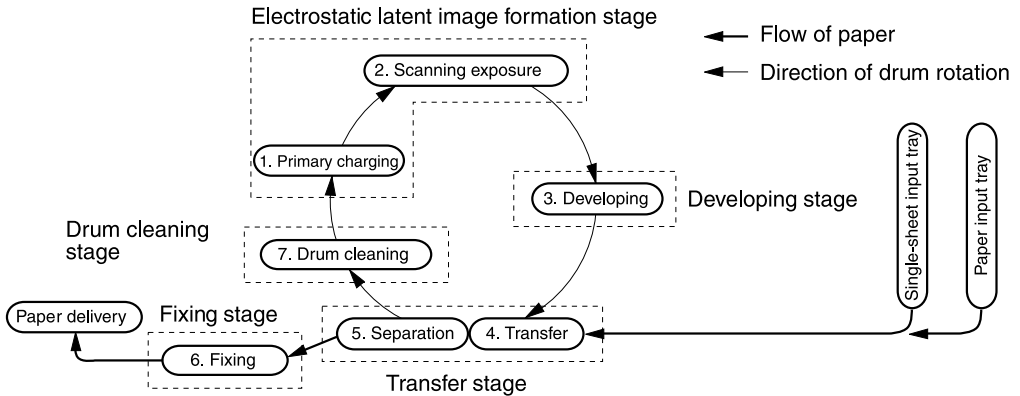 Electrostatic latent image formation stage
Flow of paper
2. Scanning exposure
Direction of drum rotation
1. Primary charging
Single-sheet input tray
Paper input tray
3. Developing
Developing stage
Drum cleaning
stage
7. Drum cleaning
Paper delivery
Fixing stage
5. Separation
4. Transfer
6. Fixing
Transfer stage